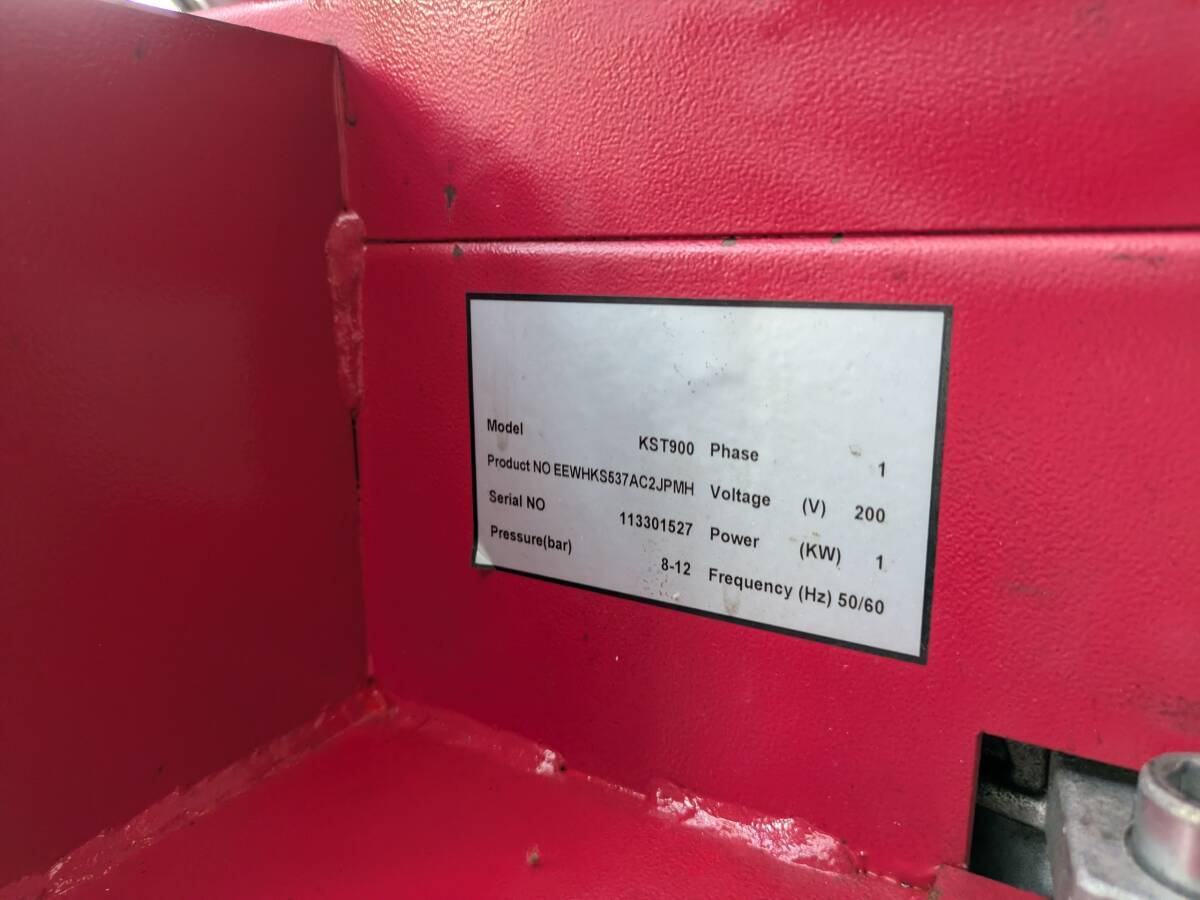 Model KST900 Phase 1
Product NO EEWHKS537AC2JPMH Voltage (V) 200
Serial NO 113301527 Power (KW) 1
Pressure(bar) 8-12 Frequency (Hz) 50/60